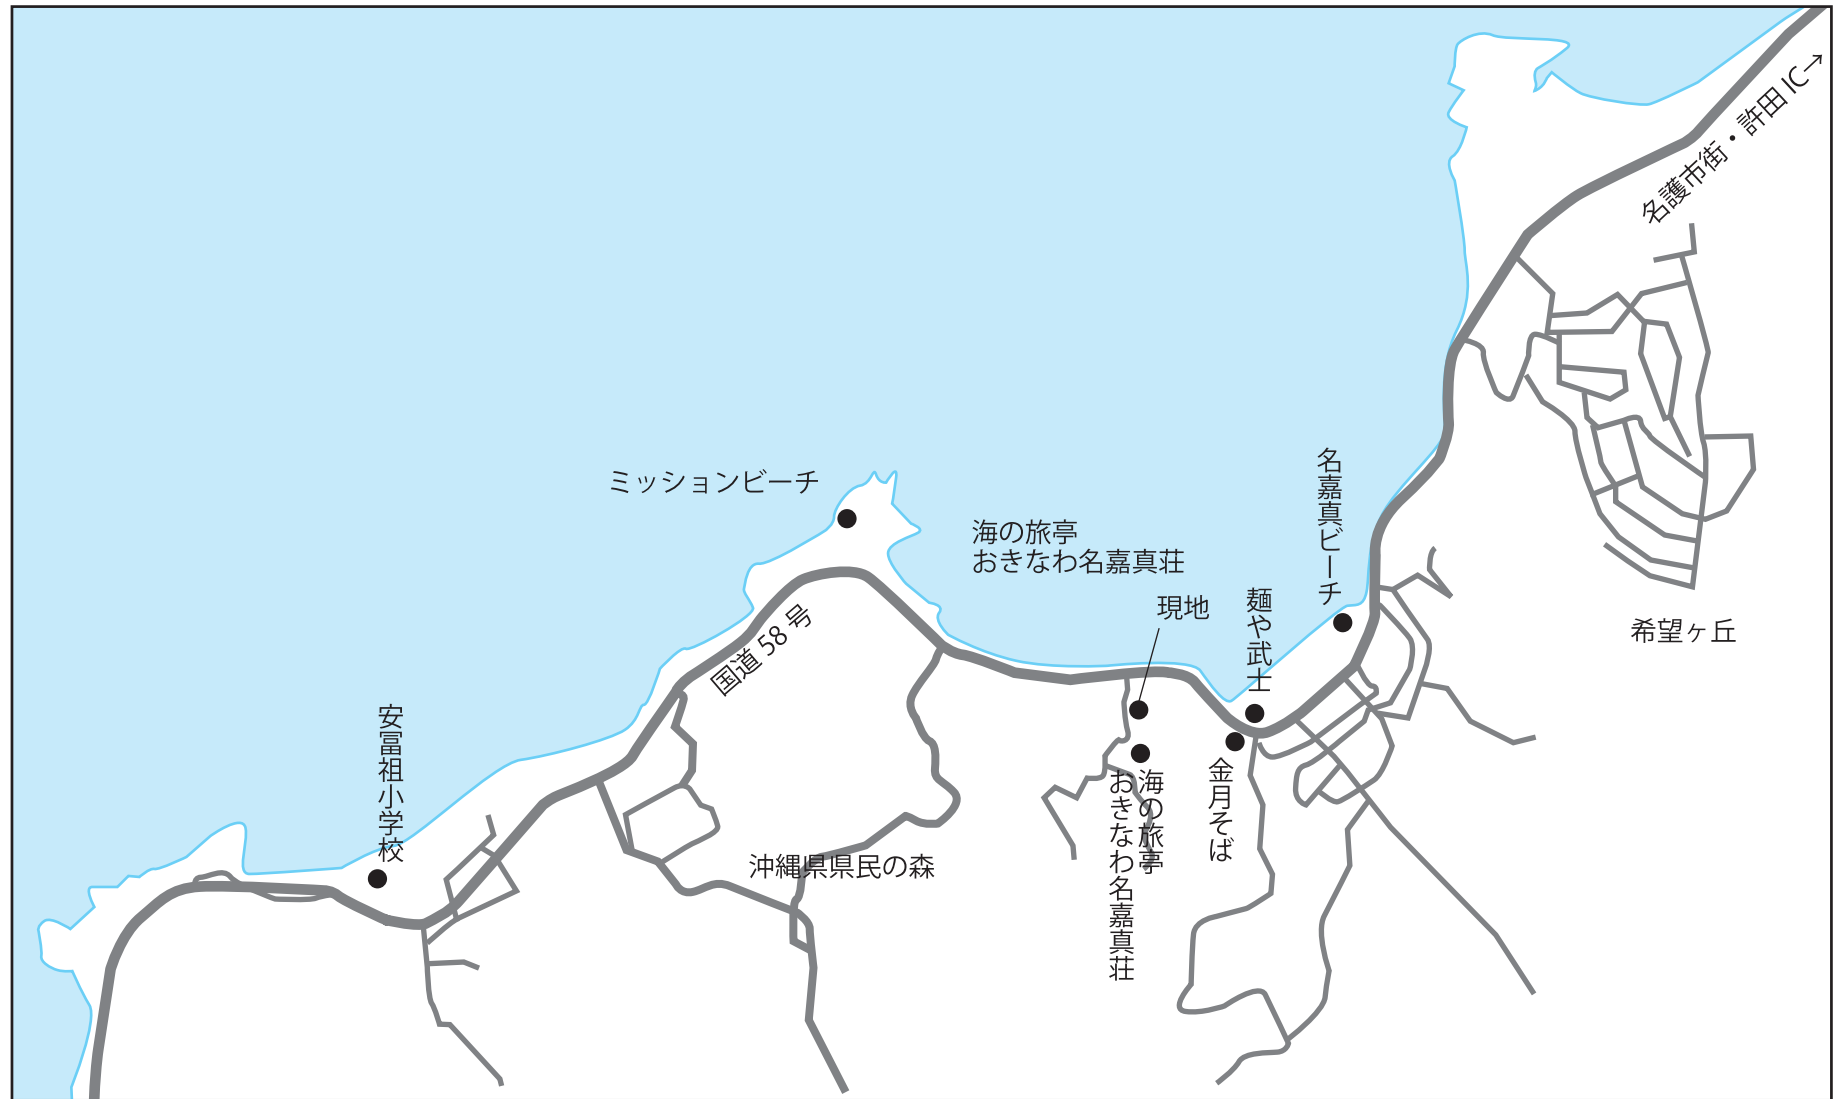 名護市街・許田IC→
ミッションビーチ
海の旅亭
おきなわ名嘉真荘
名嘉真ビーチ
現地
麺や武士
国道58号
希望ヶ丘
安冨祖小学校
金月そば
海の旅亭
おきなわ名嘉真荘
沖縄県県民の森